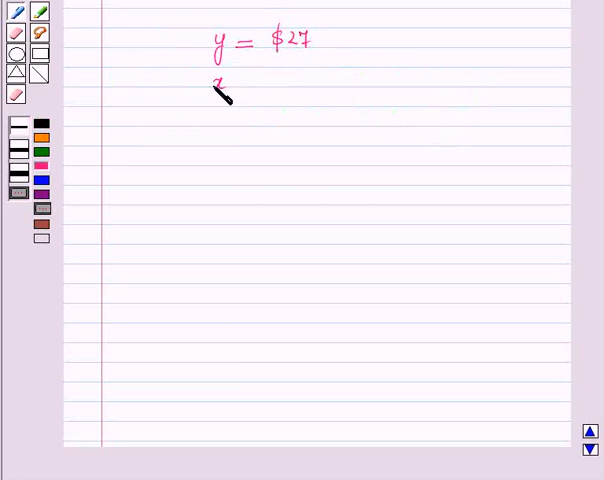 y = $27
x